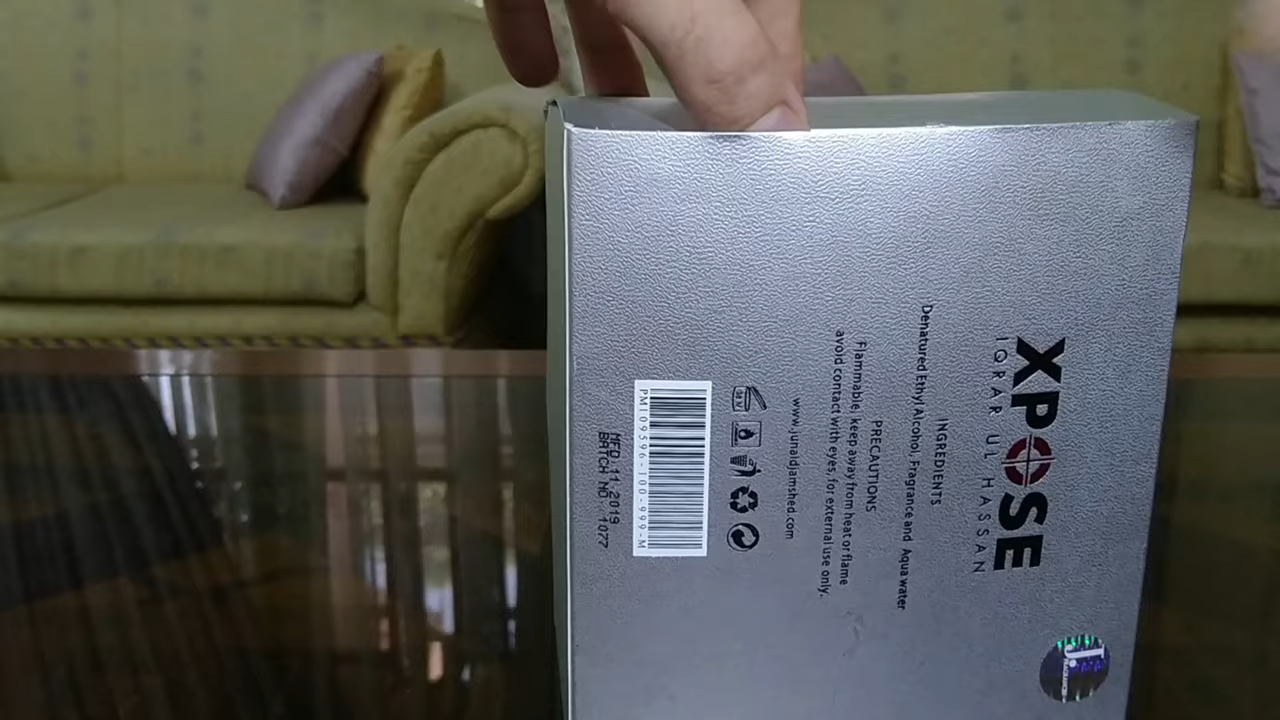 XPOSE
IQRAR UL HASSAN
INGREDIENTS
Denatured Ethyl Alcohol, Fragrance and Aqua water
PRECAUTIONS
Flammable, keep away from heat or flame
avoid contact with eyes, for external use only.
www.junaidjamshed.com
PM109596-100-999-M
MFD.11.2019
BATCH NO 1077
J.